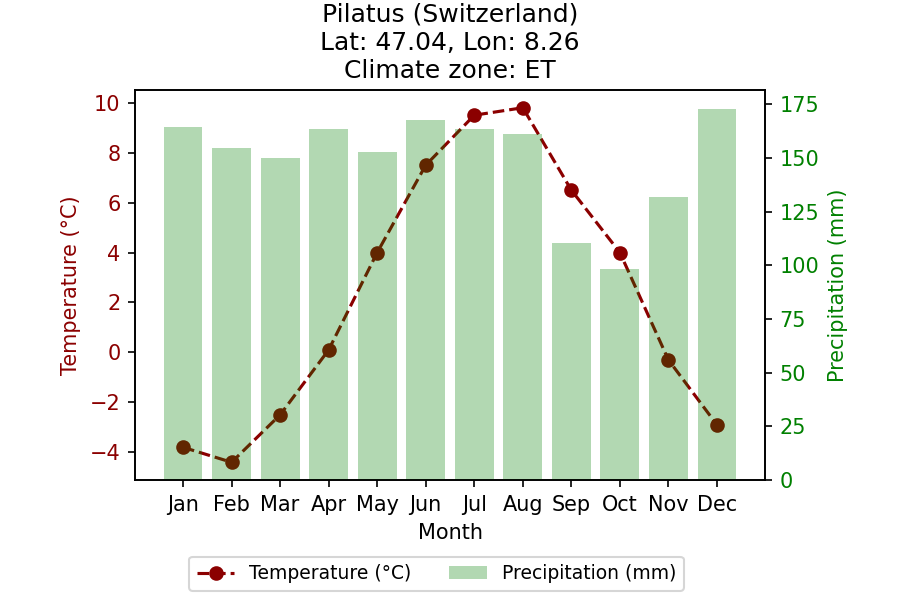 Pilatus (Switzerland)
Lat: 47.04, Lon: 8.26
Climate zone: ET
Temperature (°C)
10
8
6
4
2
0
−2
−4
175
150
125
100
75
50
25
0
Precipitation (mm)
Jan Feb Mar Apr May Jun Jul Aug Sep Oct Nov Dec
Month
Temperature (°C) Precipitation (mm)